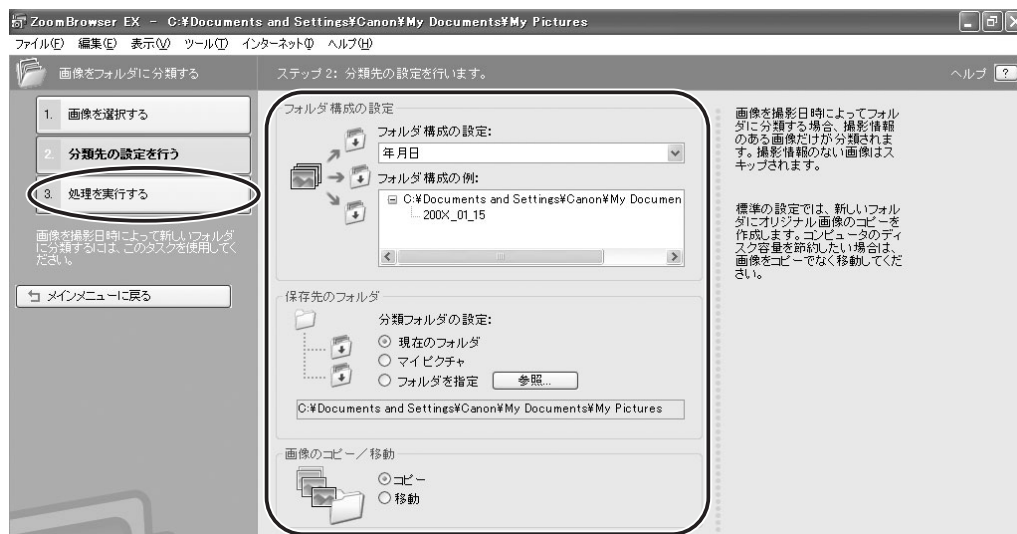 ZoomBrowser EX - C:¥Documents and Settings¥Canon¥My Documents¥My Pictures
ファイル(F) 編集(E) 表示(V) ツール(T) インターネット(I) ヘルプ(H)
画像をフォルダに分類する
ステップ 2: 分類先の設定を行います。
ヘルプ ?
1. 画像を選択する
2. 分類先の設定を行う
3. 処理を実行する
画像を撮影日時によって新しいフォルダ
に分類するには、このタスクを使用してく
ださい。
メインメニューに戻る
フォルダ構成の設定
フォルダ構成の設定:
年月日
フォルダ構成の例:
C:¥Documents and Settings¥Canon¥My Documen
200X_01_15
保存先のフォルダ
分類フォルダの設定:
現在のフォルダ
マイピクチャ
フォルダを指定 参照...
C:¥Documents and Settings¥Canon¥My Documents¥My Pictures
画像のコピー/移動
コピー
移動
画像を撮影日時によってフォル
ダに分類する場合、撮影情報
のある画像だけが分類されま
す。撮影情報のない画像はス
キップされます。
標準の設定では、新しいフォル
ダにオリジナル画像のコピーを
作成します。コンピュータのディ
スク容量を節約したい場合は、
画像をコピーでなく移動してくだ
さい。